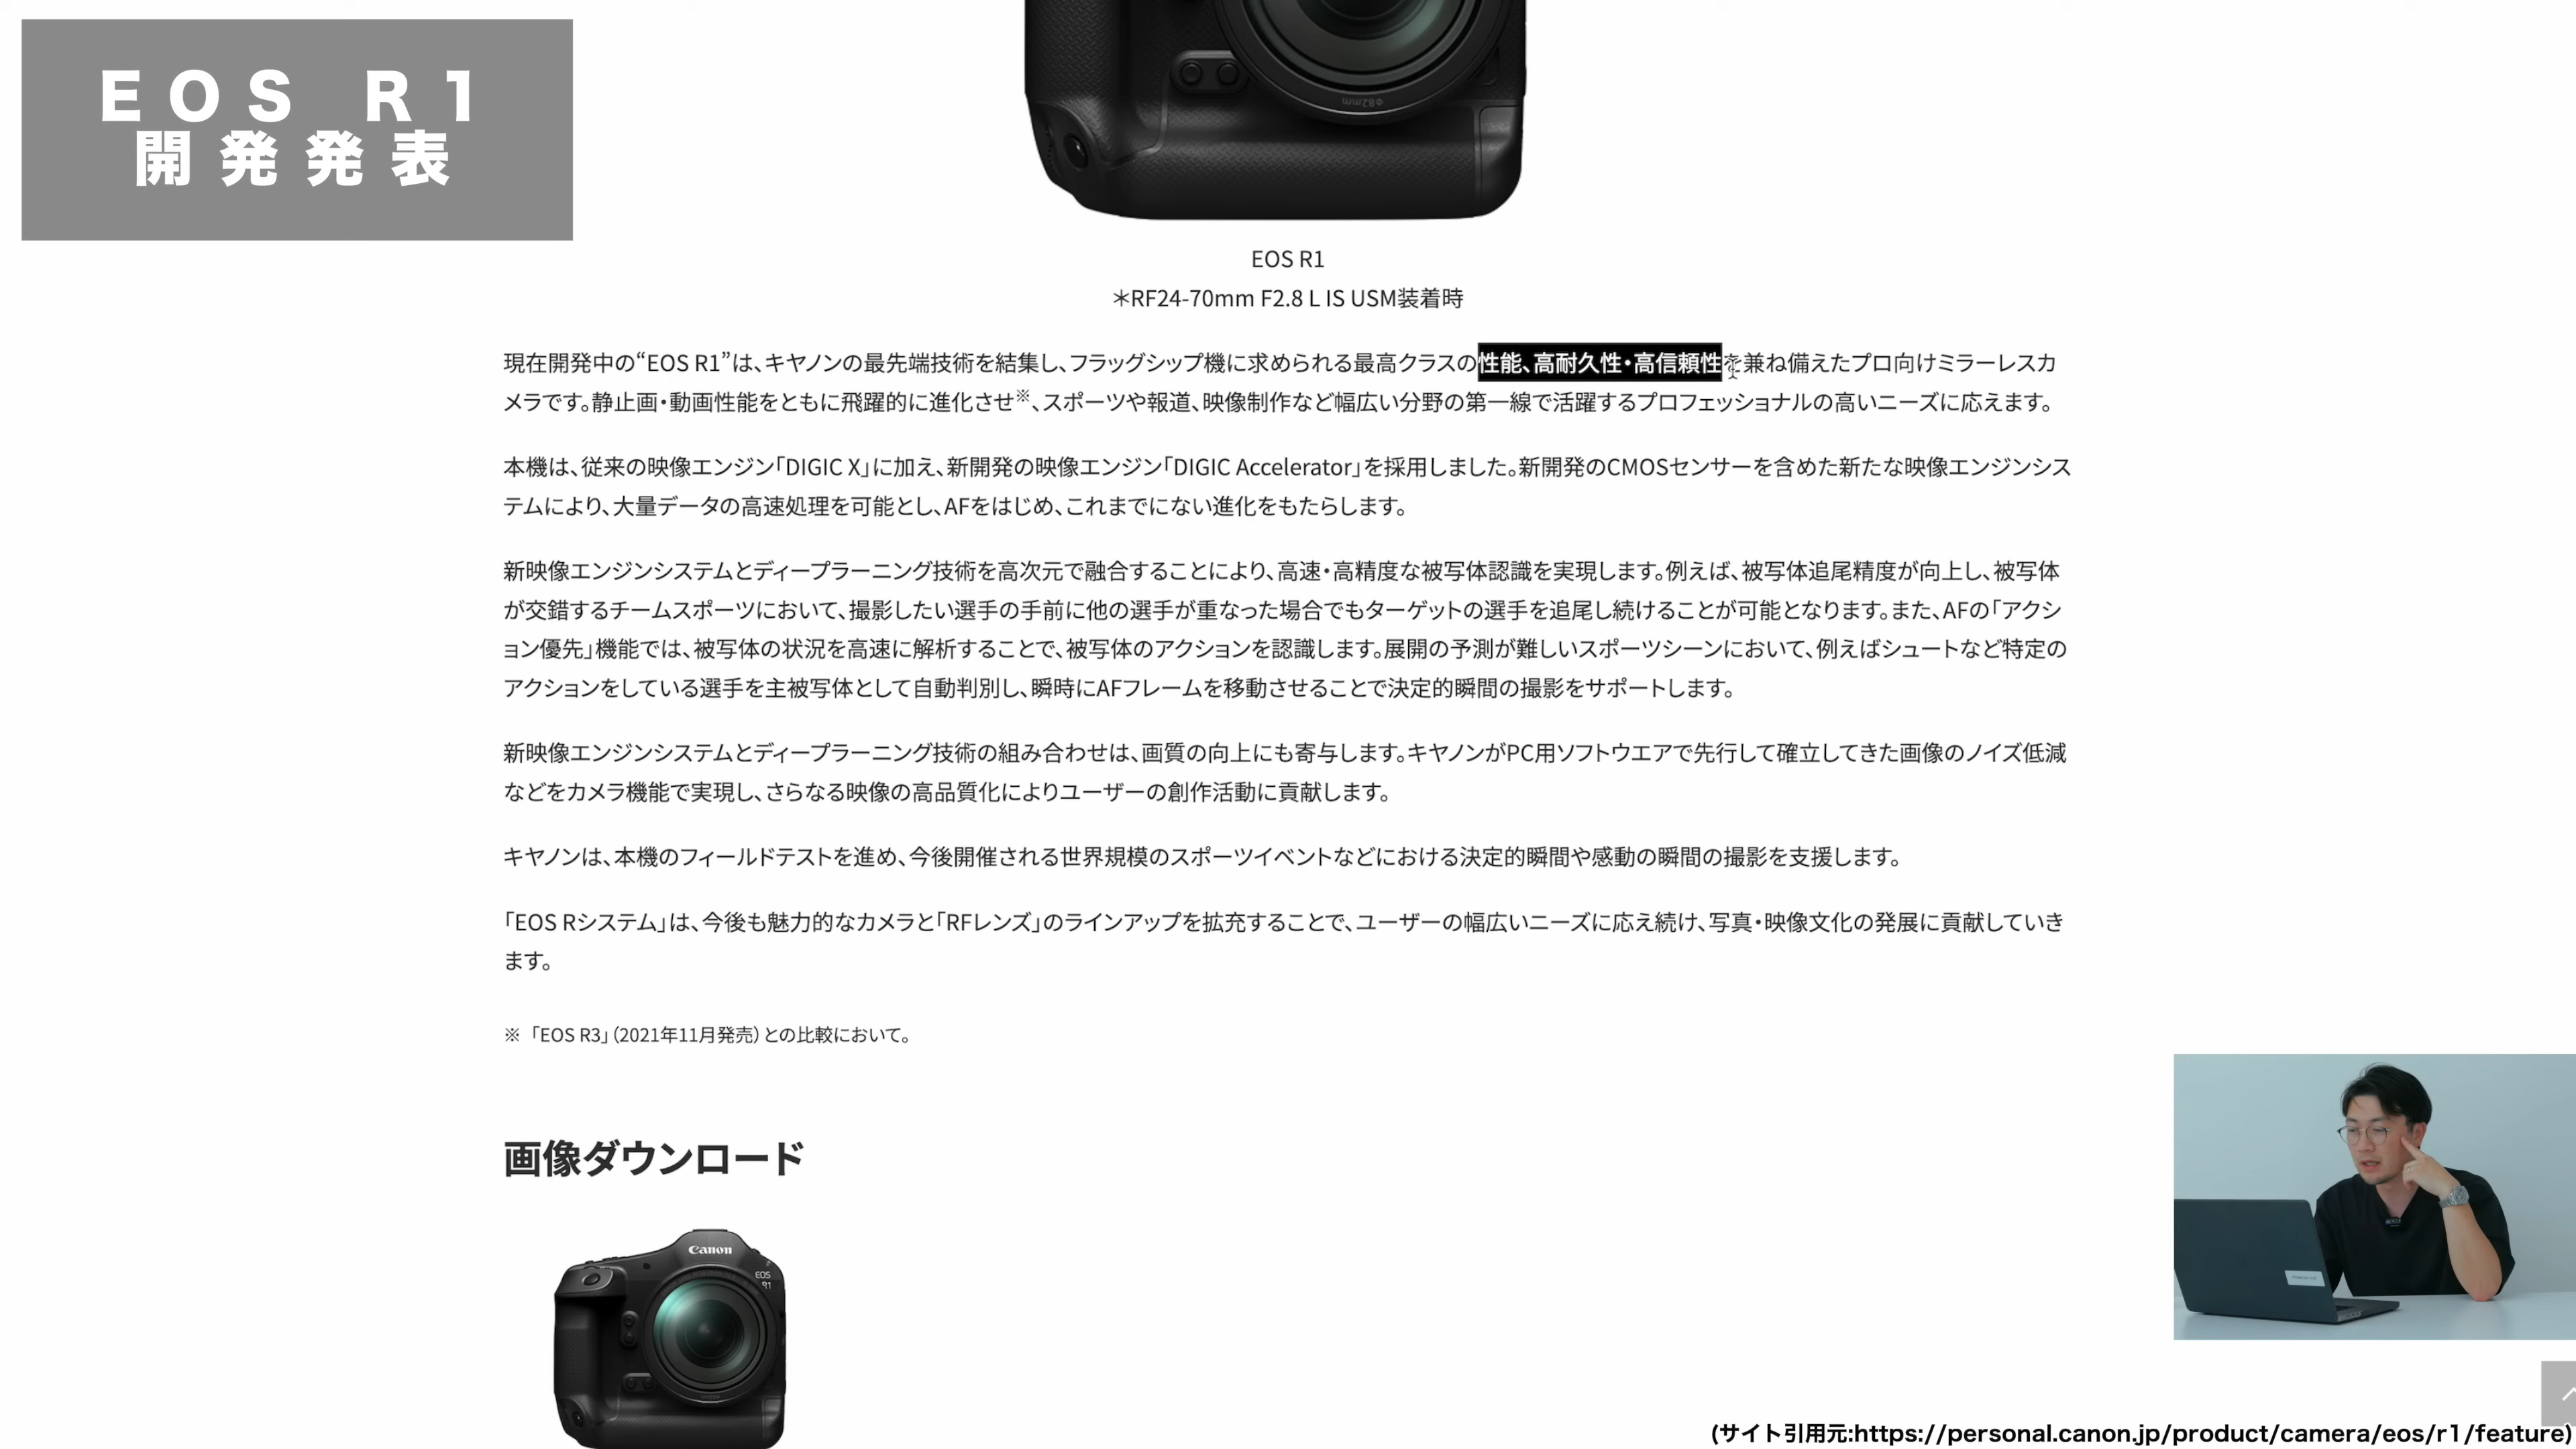 EOS R1
開発発表
Φ82mm
EOS R1
＊RF24-70mm F2.8 L IS USM装着時
現在開発中の“EOS R1”は、キヤノンの最先端技術を結集し、フラッグシップ機に求められる最高クラスの性能、高耐久性・高信頼性を兼ね備えたプロ向けミラーレスカ
メラです。静止画・動画性能をともに飛躍的に進化させ※、スポーツや報道、映像制作など幅広い分野の第一線で活躍するプロフェッショナルの高いニーズに応えます。
本機は、従来の映像エンジン「DIGIC X」に加え、新開発の映像エンジン「DIGIC Accelerator」を採用しました。新開発のCMOSセンサーを含めた新たな映像エンジンシス
テムにより、大量データの高速処理を可能とし、AFをはじめ、これまでにない進化をもたらします。
新映像エンジンシステムとディープラーニング技術を高次元で融合することにより、高速・高精度な被写体認識を実現します。例えば、被写体追尾精度が向上し、被写体
が交錯するチームスポーツにおいて、撮影したい選手の手前に他の選手が重なった場合でもターゲットの選手を追尾し続けることが可能となります。また、AFの「アクシ
ョン優先」機能では、被写体の状況を高速に解析することで、被写体のアクションを認識します。展開の予測が難しいスポーツシーンにおいて、例えばシュートなど特定の
アクションをしている選手を主被写体として自動判別し、瞬時にAFフレームを移動させることで決定的瞬間の撮影をサポートします。
新映像エンジンシステムとディープラーニング技術の組み合わせは、画質の向上にも寄与します。キヤノンがPC用ソフトウエアで先行して確立してきた画像のノイズ低減
などをカメラ機能で実現し、さらなる映像の高品質化によりユーザーの創作活動に貢献します。
キヤノンは、本機のフィールドテストを進め、今後開催される世界規模のスポーツイベントなどにおける決定的瞬間や感動の瞬間の撮影を支援します。
「EOS Rシステム」は、今後も魅力的なカメラと「RFレンズ」のラインアップを拡充することで、ユーザーの幅広いニーズに応え続け、写真・映像文化の発展に貢献していき
ます。
※「EOS R3」（2021年11月発売）との比較において。
画像ダウンロード
Canon
EOS
R1
(サイト引用元:https://personal.canon.jp/product/camera/eos/r1/feature)